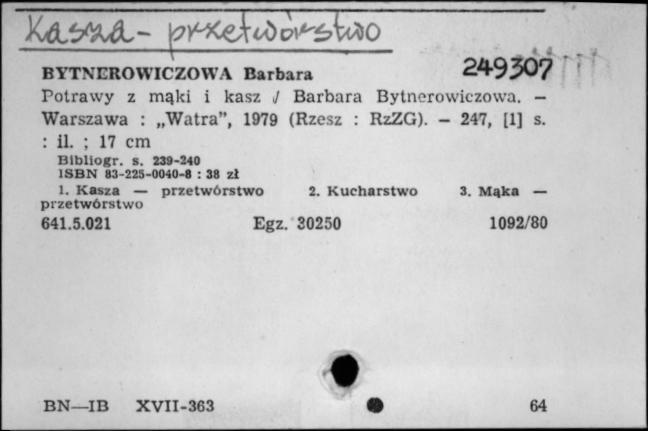 Kasza - przetwórstwo
BYTNEROWICZOWA Barbara 249307
Potrawy z mąki i kasz / Barbara Bytnerowiczowa. —
Warszawa : „Watra”, 1979 (Rzesz : RzZG). — 247, [1] s.
: il. ; 17 cm
Bibliogr. s. 239-240
ISBN 83-225-0040-8 : 38 zł
1. Kasza — przetwórstwo 2. Kucharstwo 3. Mąka —
przetwórstwo
641.5.021 Egz. 30250 1092/80
BN—IB XVII-363 64